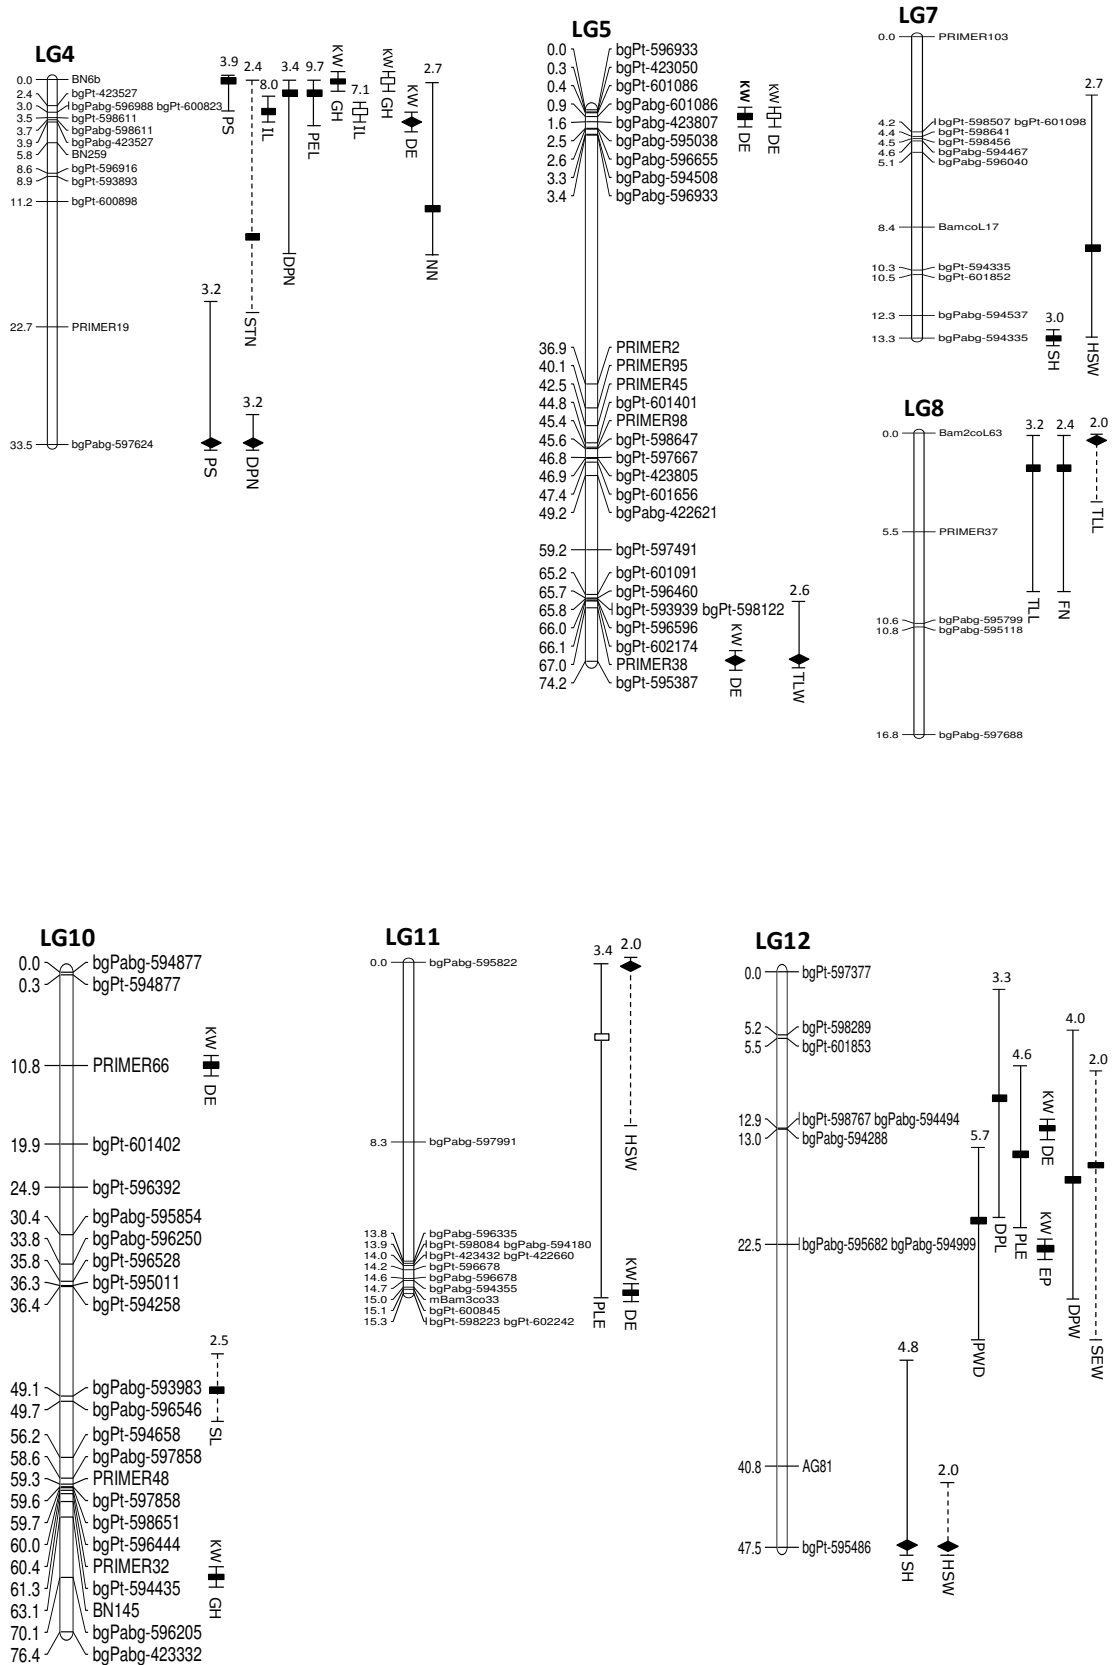 LG4
3.9
2.4
8.0
3.4
9.7
KW
7.1
KW
KW
2.7
0.0 BN6b
2.4 bgPt-423527
3.0 bgPabg-596988 bgPt-600823
3.5 bgPt-598611
3.7 bgPabg-598611
3.9 bgPabg-423527
5.8 BN259
8.6 bgPt-596916
8.9 bgPt-593893
11.2 bgPt-600898
22.7 PRIMER19
33.5 bgPabg-597624
PS
IL
PEL
GH
IL
GH
DE
DPN
NN
STN
3.2
PS
3.2
DPN
LG5
0.0 bgPt-596933
0.3 bgPt-423050
0.4 bgPt-601086
0.9 bgPabg-601086
1.6 bgPabg-423807
2.5 bgPabg-595038
2.6 bgPabg-596655
3.3 bgPabg-594508
3.4 bgPabg-596933
36.9 PRIMER2
40.1 PRIMER95
42.5 PRIMER45
44.8 bgPt-601401
45.4 PRIMER98
45.6 bgPt-598647
46.8 bgPt-597667
46.9 bgPt-423805
47.4 bgPt-601656
49.2 bgPabg-422621
59.2 bgPt-597491
65.2 bgPt-601091
65.7 bgPt-596460
65.8 bgPt-593939 bgPt-598122
66.0 bgPt-596596
66.1 bgPt-602174
67.0 PRIMER38
74.2 bgPt-595387
KW
DE
KW
DE
KW
DE
2.6
TLW
LG7
0.0 PRIMER103
4.2 bgPt-598507 bgPt-601098
4.4 bgPt-598641
4.5 bgPt-598456
4.6 bgPabg-594467
5.1 bgPabg-596040
8.4 BamcoL17
10.3 bgPt-594335
10.5 bgPt-601852
12.3 bgPabg-594537
13.3 bgPabg-594335
3.0
SH
2.7
HSW
LG8
0.0 Bam2coL63
5.5 PRIMER37
10.6 bgPabg-595799
10.8 bgPabg-595118
16.8 bgPabg-597688
3.2
TLL
2.4
FN
2.0
TLL
LG10
0.0 bgPabg-594877
0.3 bgPt-594877
10.8 PRIMER66
19.9 bgPt-601402
24.9 bgPt-596392
30.4 bgPabg-595854
33.8 bgPabg-596250
35.8 bgPt-596528
36.3 bgPt-595011
36.4 bgPt-594258
49.1 bgPabg-593983
49.7 bgPabg-596546
56.2 bgPt-594658
58.6 bgPabg-597858
59.3 PRIMER48
59.6 bgPt-597858
59.7 bgPt-598651
60.0 bgPt-596444
60.4 PRIMER32
61.3 bgPt-594435
63.1 BN145
70.1 bgPabg-596205
76.4 bgPabg-423332
KW
DE
2.5
SL
KW
GH
LG11
0.0 bgPabg-595822
8.3 bgPabg-597991
13.8 bgPabg-596335
13.9 bgPt-598084 bgPabg-594180
14.0 bgPt-423432 bgPt-422660
14.2 bgPt-596678
14.6 bgPabg-596678
14.7 bgPabg-594355
15.0 mBam3co33
15.1 bgPt-600845
15.3 bgPt-598223 bgPt-602242
3.4
PLE
2.0
HSW
KW
DE
LG12
0.0 bgPt-597377
5.2 bgPt-598289
5.5 bgPt-601853
12.9 bgPt-598767 bgPabg-594494
13.0 bgPabg-594288
22.5 bgPabg-595682 bgPabg-594999
40.8 AG81
47.5 bgPt-595486
4.8
SH
2.0
HSW
5.7
PWD
3.3
DPL
4.6
PLE
KW
DE
KW
EP
4.0
DPW
2.0
SEW